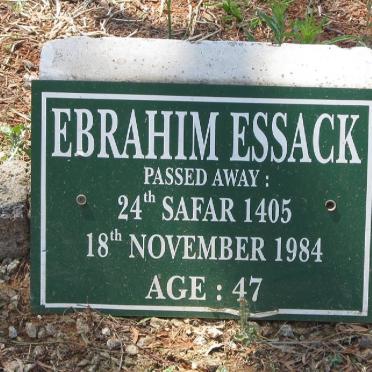 EBRAHIM ESSACK
PASSED AWAY :
24th SAFAR 1405
18th NOVEMBER 1984
AGE : 47